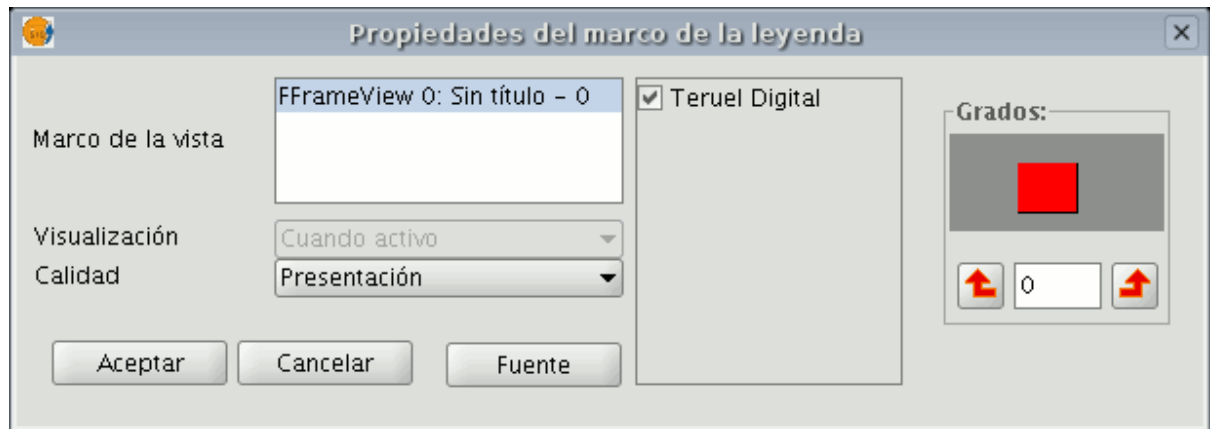 Propiedades del marco de la leyenda
FFrameView 0: Sin título - 0
Teruel Digital
Grados:
Marco de la vista
Visualización
Cuando activo
Calidad
Presentación
0
Aceptar
Cancelar
Fuente